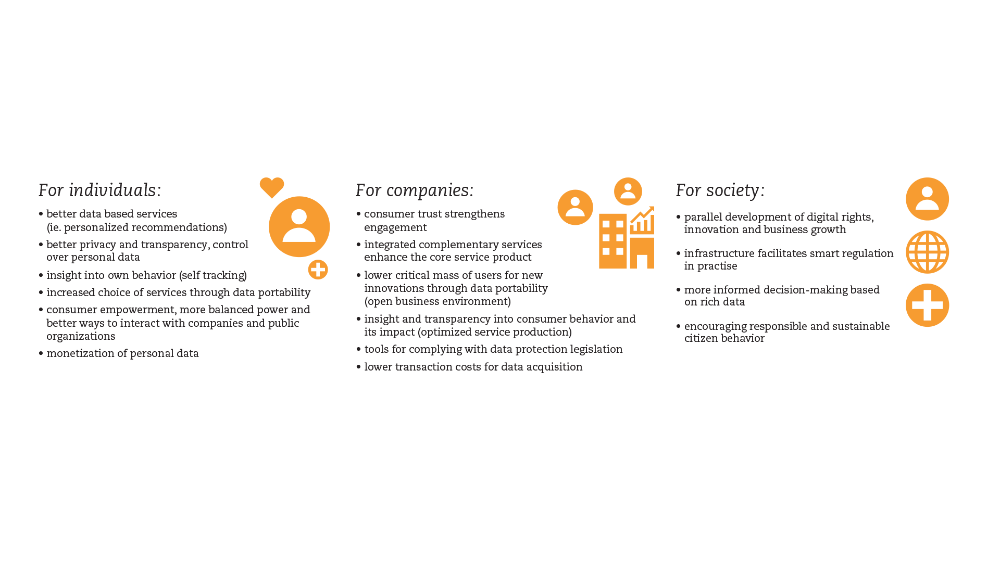 For individuals:
• better data based services
(ie. personalized recommendations)
• better privacy and transparency, control
over personal data
• insight into own behavior (self tracking)
• increased choice of services through data portability
• consumer empowerment, more balanced power and
better ways to interact with companies and public
organizations
• monetization of personal data
For companies:
• consumer trust strengthens
engagement
• integrated complementary services
enhance the core service product
• lower critical mass of users for new
innovations through data portability
(open business environment)
• insight and transparency into consumer behavior and
its impact (optimized service production)
• tools for complying with data protection legislation
• lower transaction costs for data acquisition
For society:
• parallel development of digital rights,
innovation and business growth
• infrastructure facilitates smart regulation
in practise
• more informed decision-making based
on rich data
• encouraging responsible and sustainable
citizen behavior